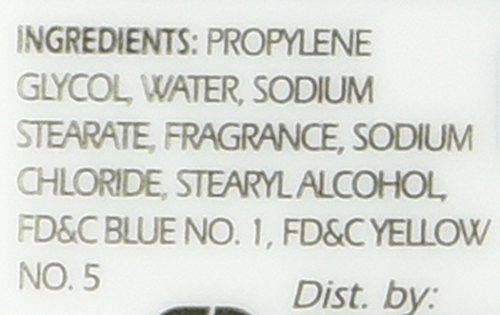 INGREDIENTS: PROPYLENE
GLYCOL, WATER, SODIUM
STEARATE, FRAGRANCE, SODIUM
CHLORIDE, STEARYL ALCOHOL,
FD&C BLUE NO. 1, FD&C YELLOW
NO. 5
Dist. by: